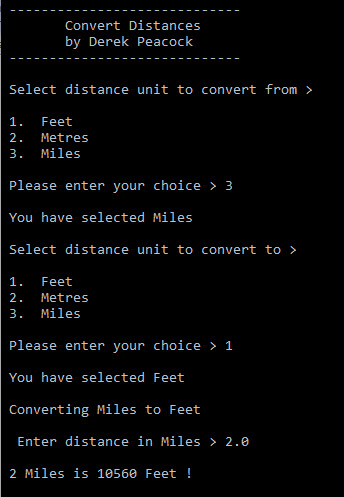 -----------------------------
Convert Distances
by Derek Peacock
-----------------------------
Select distance unit to convert from >
1. Feet
2. Metres
3. Miles
Please enter your choice > 3
You have selected Miles
Select distance unit to convert to >
1. Feet
2. Metres
3. Miles
Please enter your choice > 1
You have selected Feet
Converting Miles to Feet
Enter distance in Miles > 2.0
2 Miles is 10560 Feet !